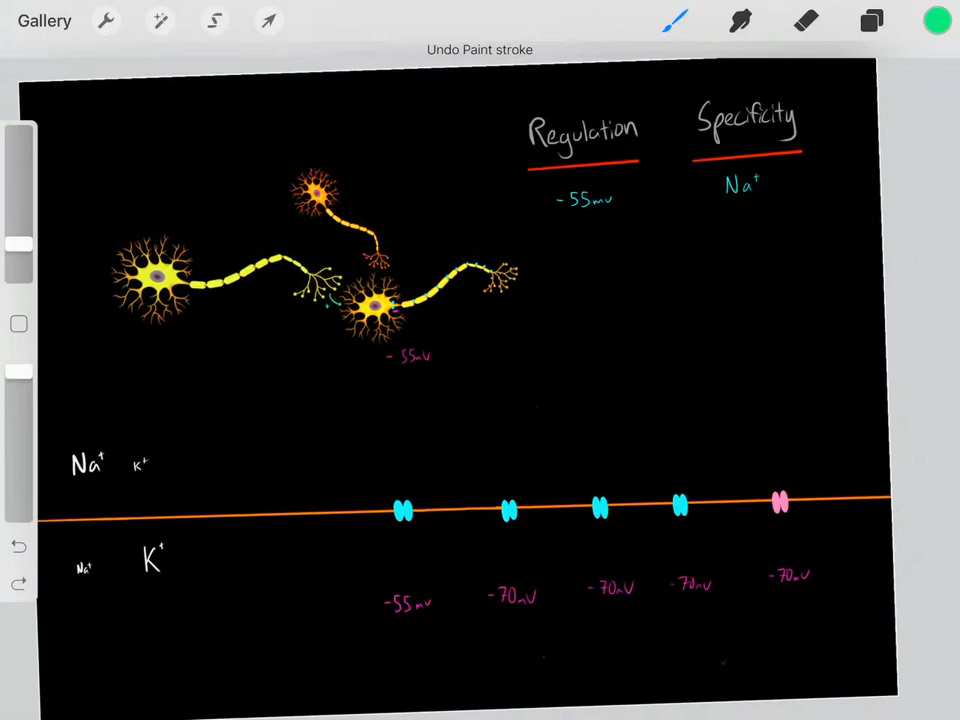 Gallery
Undo Paint stroke
Regulation
Specificity
-55mv
Na+
-55mV
Na+ K+
Na+ K+
-55mv -70mV -70mV -70mV -70mV